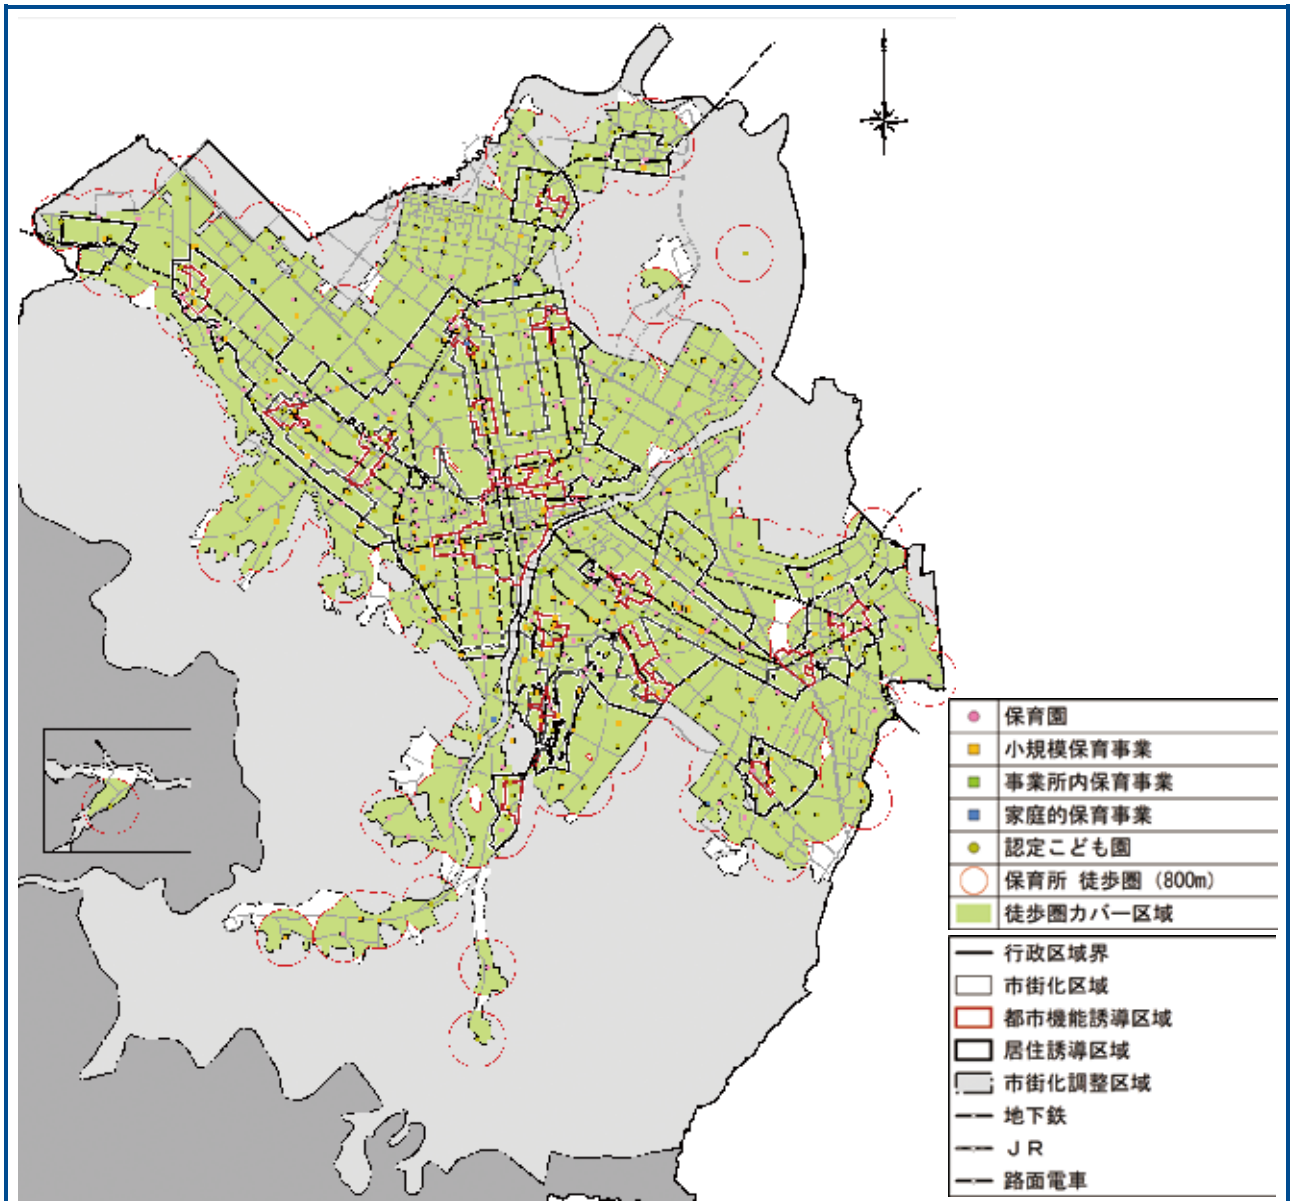 保育園
小規模保育事業
事業所内保育事業
家庭的保育事業
認定こども園
保育所 徒歩圏 (800m)
徒歩圏カバー区域
行政区域界
市街化区域
都市機能誘導区域
居住誘導区域
市街化調整区域
地下鉄
JR
路面電車